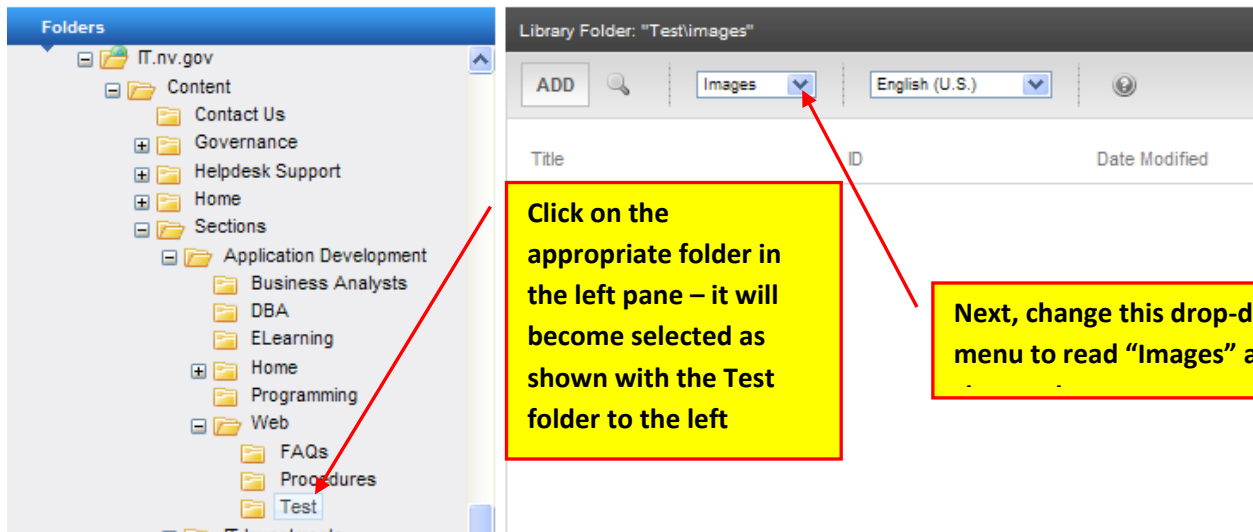 Folders
IT.nv.gov
Content
Contact Us
Governance
Helpdesk Support
Home
Sections
Application Development
Business Analysts
DBA
ELearning
Home
Programming
Web
FAQs
Procedures
Test
Library Folder: "Test\images"
ADD
Images
English (U.S.)
Title ID Date Modified
Click on the
appropriate folder in
the left pane – it will
become selected as
shown with the Test
folder to the left
Next, change this drop-d
menu to read “Images” a